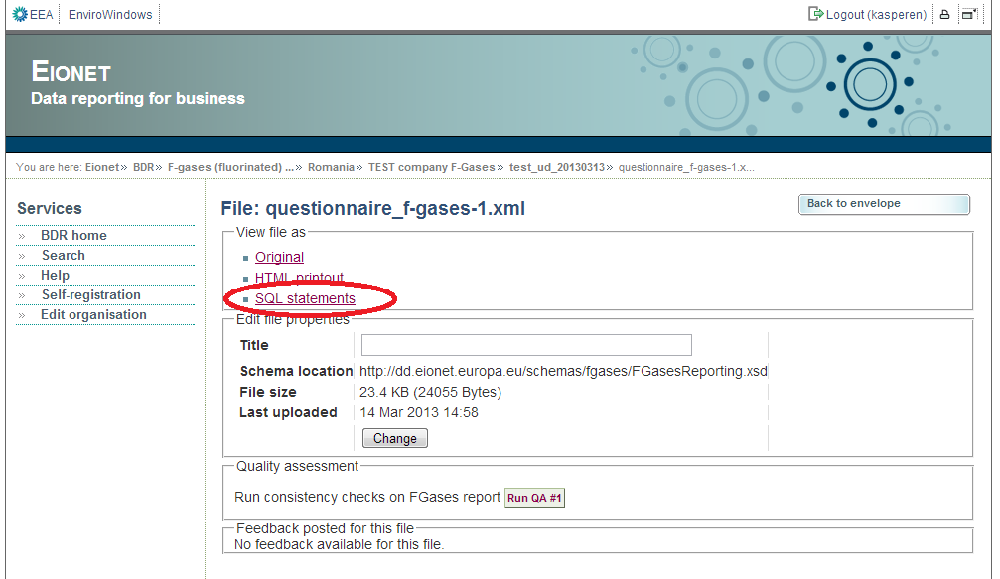 EEA EnviroWindows Logout (kasperen)
EIONET
Data reporting for business
You are here: Eionet» BDR» F-gases (fluorinated) ...» Romania» TEST company F-Gases» test_ud_20130313» questionnaire_f-gases-1.x...
Services
» BDR home
» Search
» Help
» Self-registration
» Edit organisation
File: questionnaire_f-gases-1.xml
Back to envelope
View file as
Original
HTML printout
SQL statements
Edit file properties
Title
Schema location http://dd.eionet.europa.eu/schemas/fgases/FGasesReporting.xsd
File size 23.4 KB (24055 Bytes)
Last uploaded 14 Mar 2013 14:58
Change
Quality assessment
Run consistency checks on FGases report Run QA #1
Feedback posted for this file
No feedback available for this file.